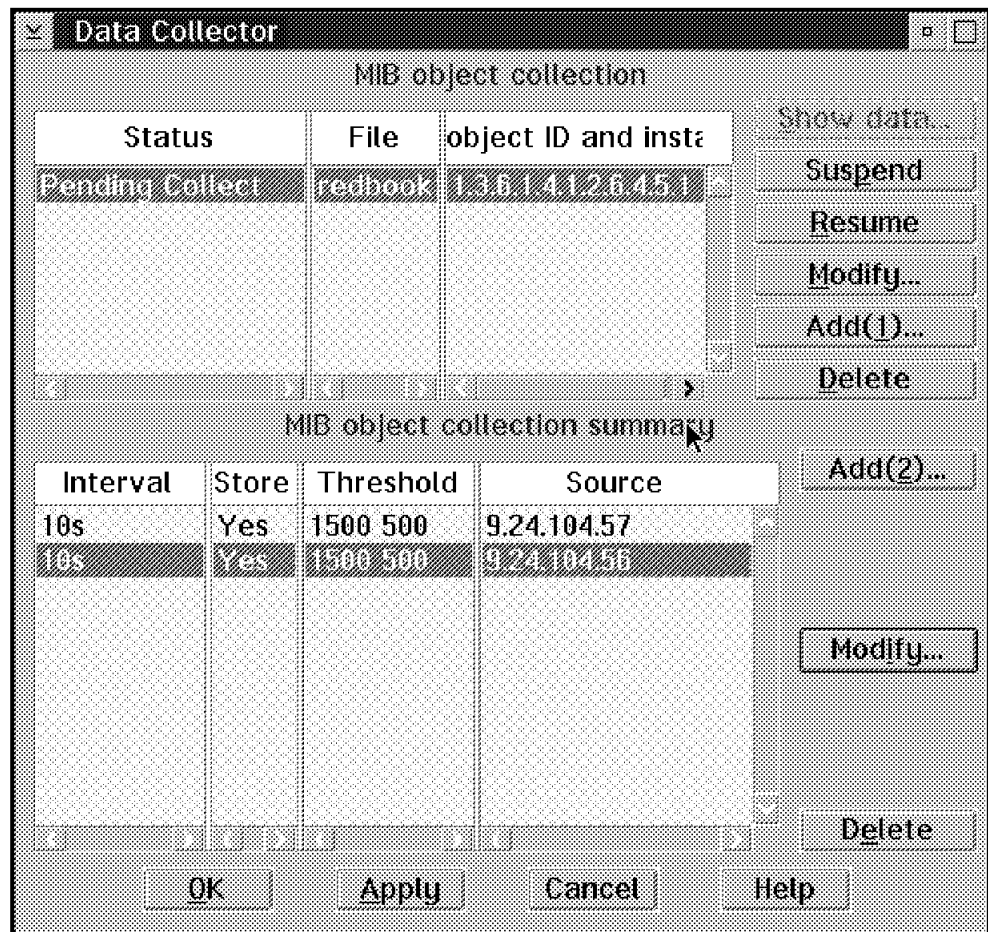 Data Collector
MIB object collection
Status File object ID and insta
Show data...
Pending Collect redbook 1.3.6.1.4.1.2.6.4.5.1
Suspend
Resume
Modify...
Add(1)...
Delete
MIB object collection summary
Interval Store Threshold Source
Add(2)...
10s Yes 1500 500 9.24.104.57
10s Yes 1500 500 9.24.104.56
Modify...
Delete
OK Apply Cancel Help